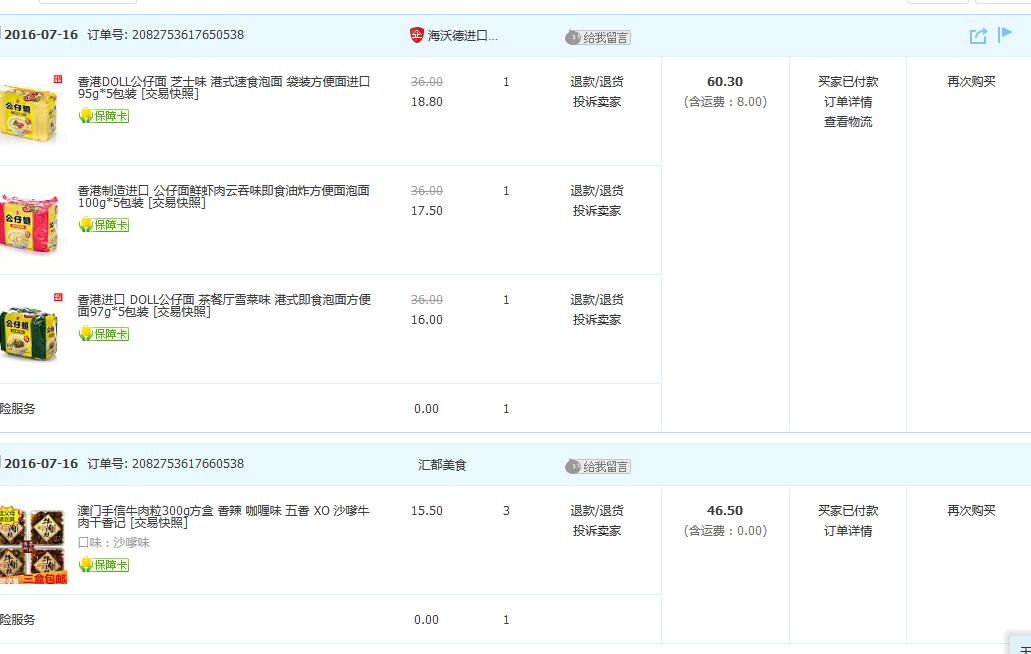 2016-07-16 订单号: 2082753617650538 海沃德进口... 给我留言
香港DOLL公仔面 芝士味 港式速食泡面 袋装方便面进口 36.00 1 退款/退货 60.30 买家已付款 再次购买
95g*5包装 [交易快照] 18.80 投诉卖家 (含运费：8.00) 订单详情
保障卡 查看物流
公仔麵
香港制造进口 公仔面鲜虾肉云吞味即食油炸方便面泡面 36.00 1 退款/退货
100g*5包装 [交易快照] 17.50 投诉卖家
保障卡
公仔麵
香港进口 DOLL公仔面 茶餐厅雪菜味 港式即食泡面方便 36.00 1 退款/退货
面97g*5包装 [交易快照] 16.00 投诉卖家
保障卡
公仔麵
险服务 0.00 1
2016-07-16 订单号: 2082753617660538 汇都美食 给我留言
澳门手信牛肉粒300g方盒 香辣 咖喱味 五香 XO 沙嗲牛 15.50 3 退款/退货 46.50 买家已付款 再次购买
肉干香记 [交易快照] 投诉卖家 (含运费：0.00) 订单详情
口味：沙嗲味
保障卡
三盒包邮
险服务 0.00 1